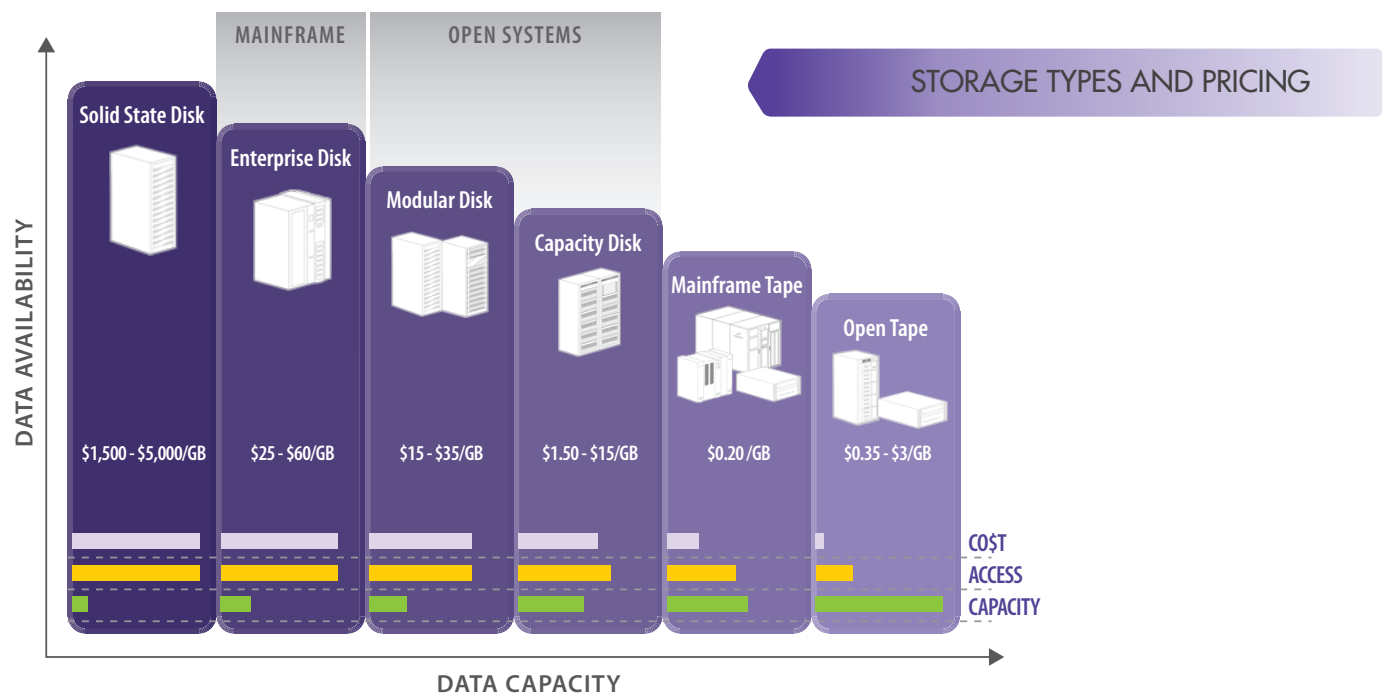 MAINFRAME
OPEN SYSTEMS
STORAGE TYPES AND PRICING
Solid State Disk
Enterprise Disk
Modular Disk
Capacity Disk
Mainframe Tape
Open Tape
DATA AVAILABILITY
$1,500 - $5,000/GB
$25 - $60/GB
$15 - $35/GB
$1.50 - $15/GB
$0.20 /GB
$0.35 - $3/GB
CO$T
ACCESS
CAPACITY
DATA CAPACITY